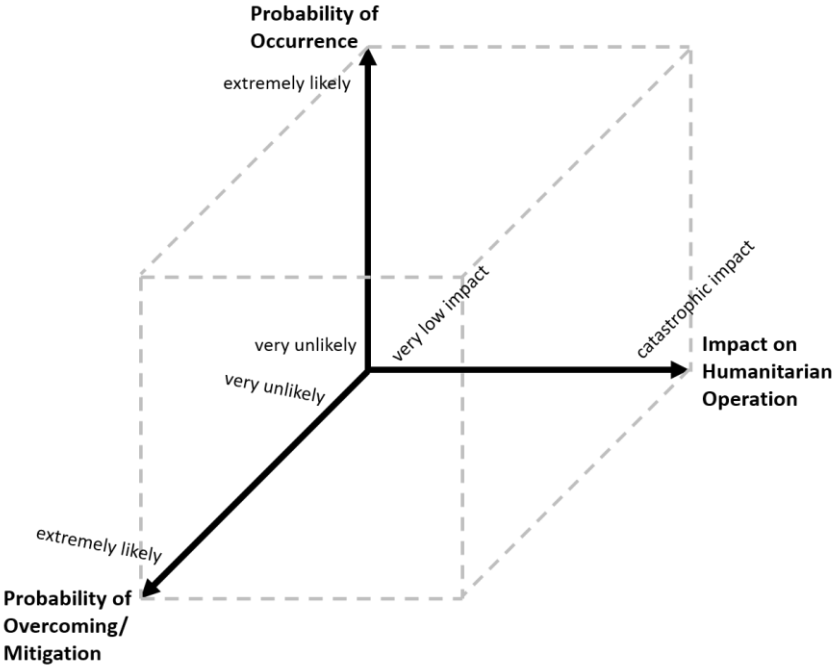 Probability of
Occurrence
extremely likely
very low impact
catastrophic impact
very unlikely
Impact on
Humanitarian
Operation
very unlikely
extremely likely
Probability of
Overcoming/
Mitigation